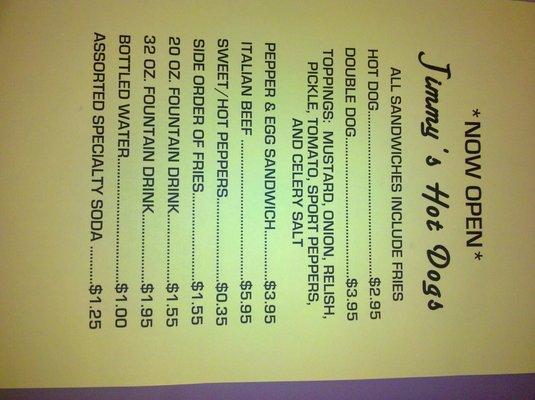 *NOW OPEN*
Jimmy's Hot Dogs
ALL SANDWICHES INCLUDE FRIES
HOT DOG..............................$2.95
DOUBLE DOG.........................$3.95
TOPPINGS: MUSTARD, ONION, RELISH,
PICKLE, TOMATO, SPORT PEPPERS,
AND CELERY SALT
PEPPER & EGG SANDWICH.........$3.95
ITALIAN BEEF ..........................$5.95
SWEET/HOT PEPPERS................$0.35
SIDE ORDER OF FRIES................$1.55
20 OZ. FOUNTAIN DRINK............$1.55
32 OZ. FOUNTAIN DRINK............$1.95
BOTTLED WATER......................$1.00
ASSORTED SPECIALTY SODA ........$1.25